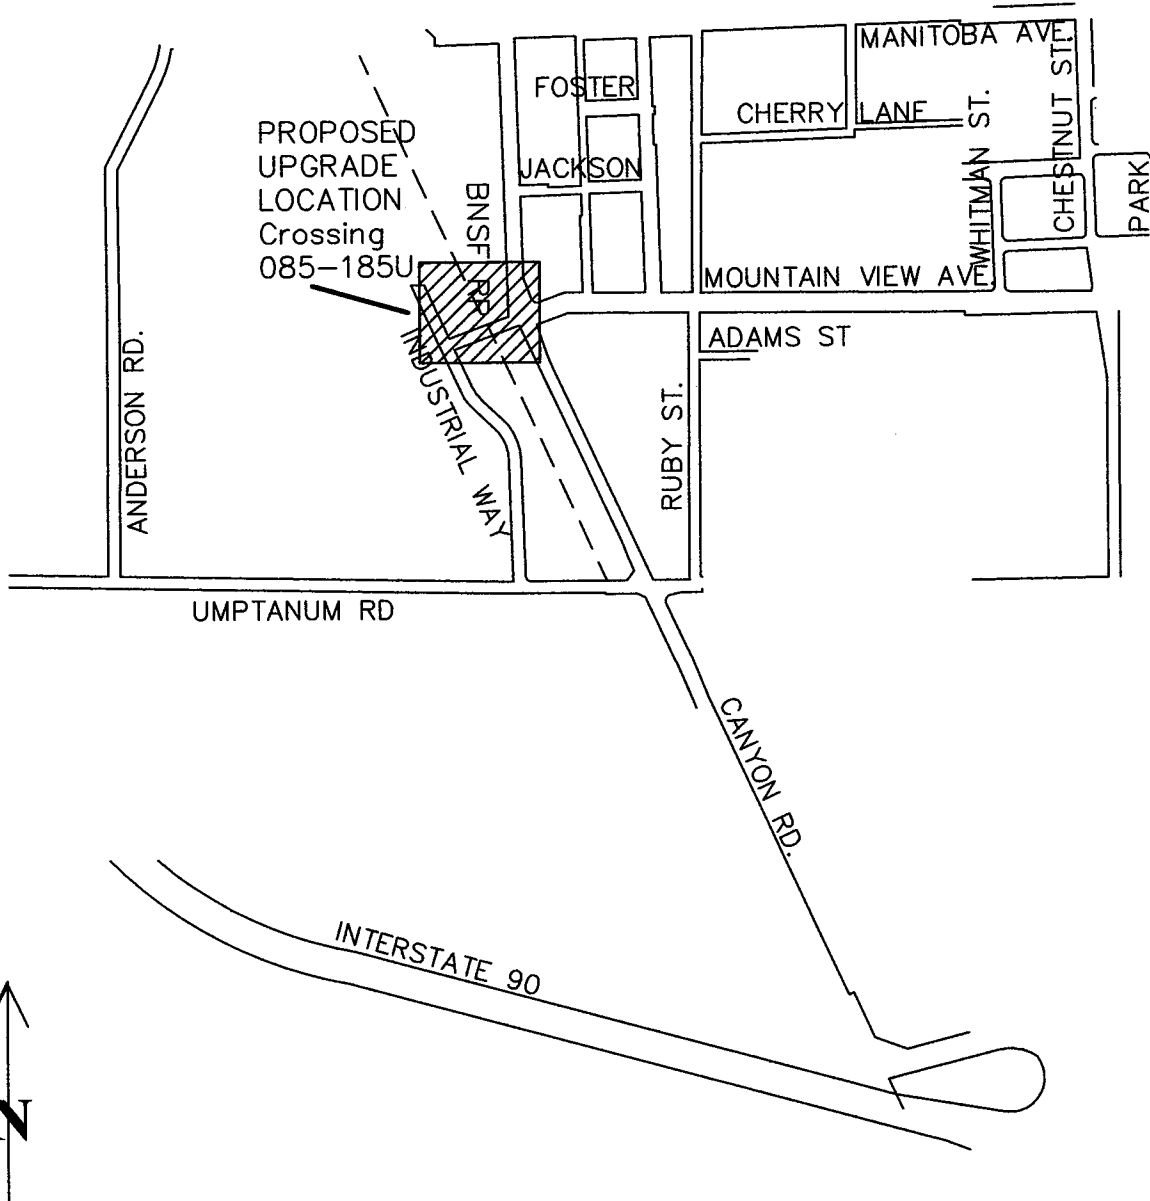 MANITOBA AVE.
FOSTER
CHERRY LANE
WHITMAN ST.
CHESTNUT ST.
PROPOSED
UPGRADE
LOCATION
Crossing
085-185U
JACKSON
PARK
BNSF RR
MOUNTAIN VIEW AVE.
ADAMS ST
INDUSTRIAL WAY
ANDERSON RD.
RUBY ST.
UMPTANUM RD
CANYON RD.
INTERSTATE 90
N